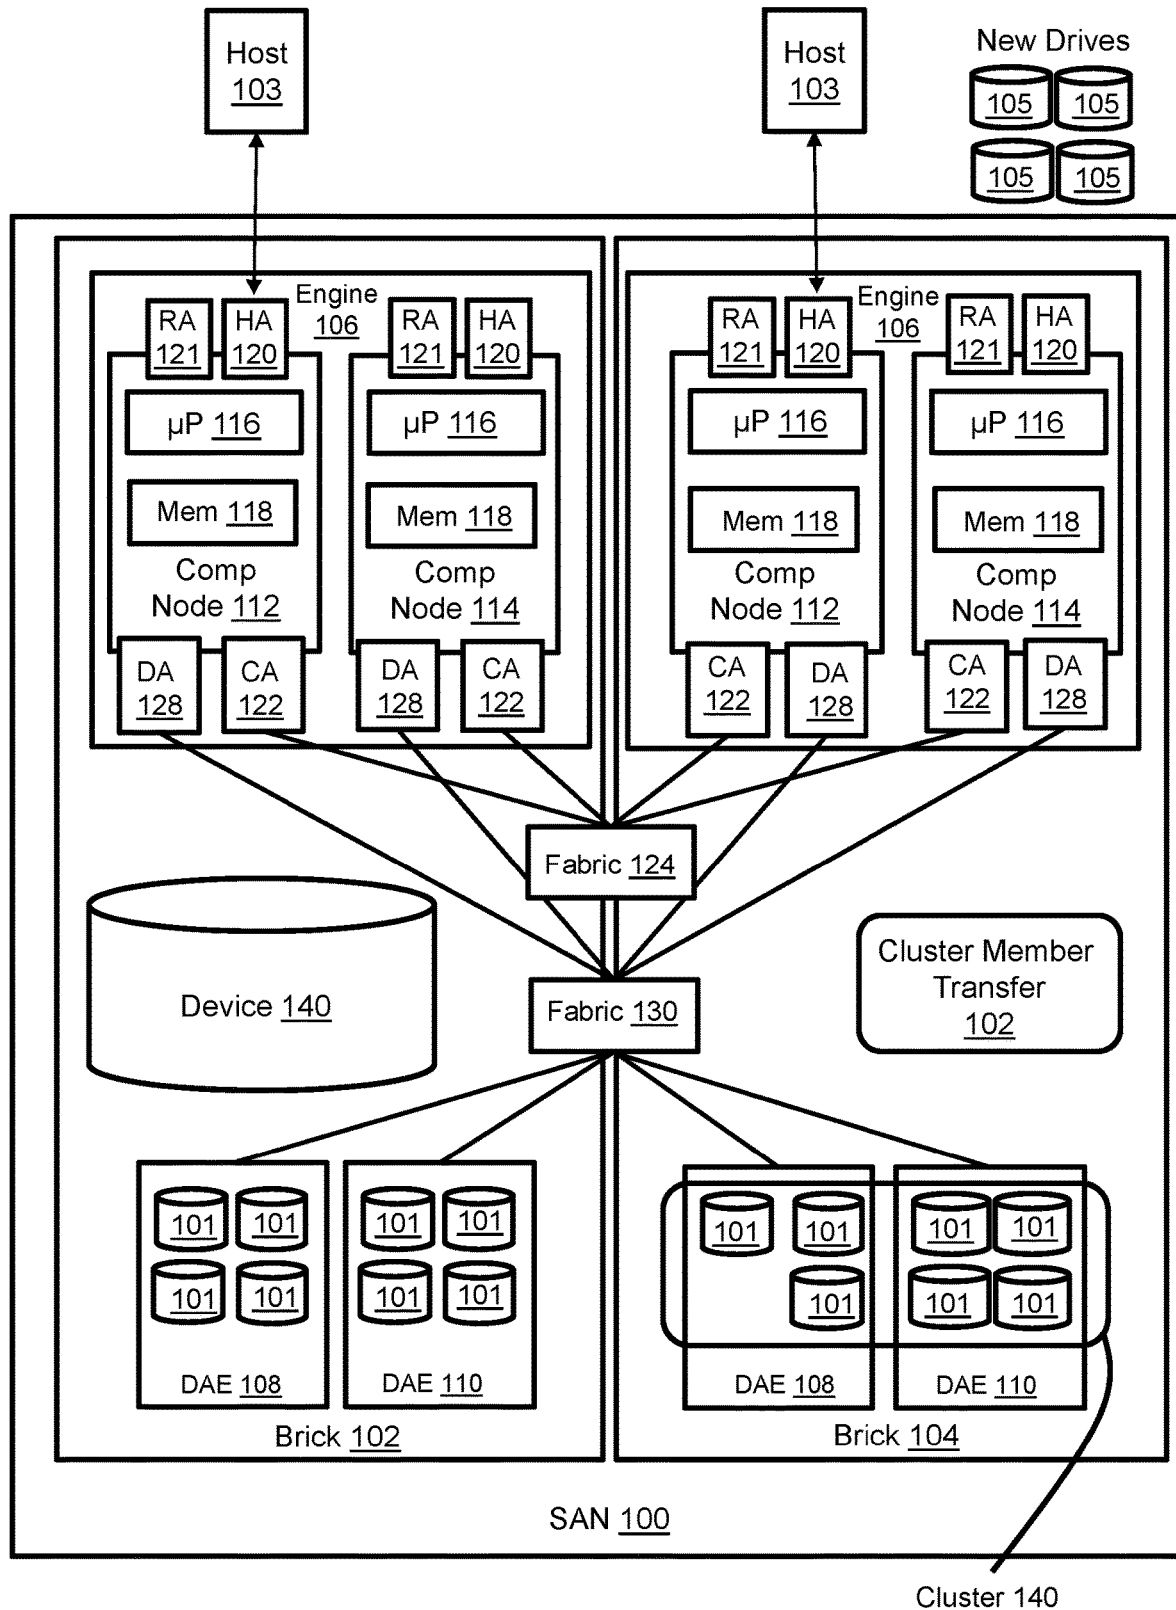 Host
103
Host
103
New Drives
105 105
105 105
RA
121
HA
120
Engine
106
RA
121
HA
120
µP 116
Mem 118
Comp
Node 112
µP 116
Mem 118
Comp
Node 114
DA
128
CA
122
DA
128
CA
122
RA
121
HA
120
Engine
106
RA
121
HA
120
µP 116
Mem 118
Comp
Node 112
µP 116
Mem 118
Comp
Node 114
CA
122
DA
128
CA
122
DA
128
Fabric 124
Device 140
Fabric 130
Cluster Member
Transfer
102
101 101
101 101
DAE 108
101 101
101 101
DAE 110
Brick 102
101 101
101
DAE 108
101 101
101 101
DAE 110
Brick 104
SAN 100
Cluster 140